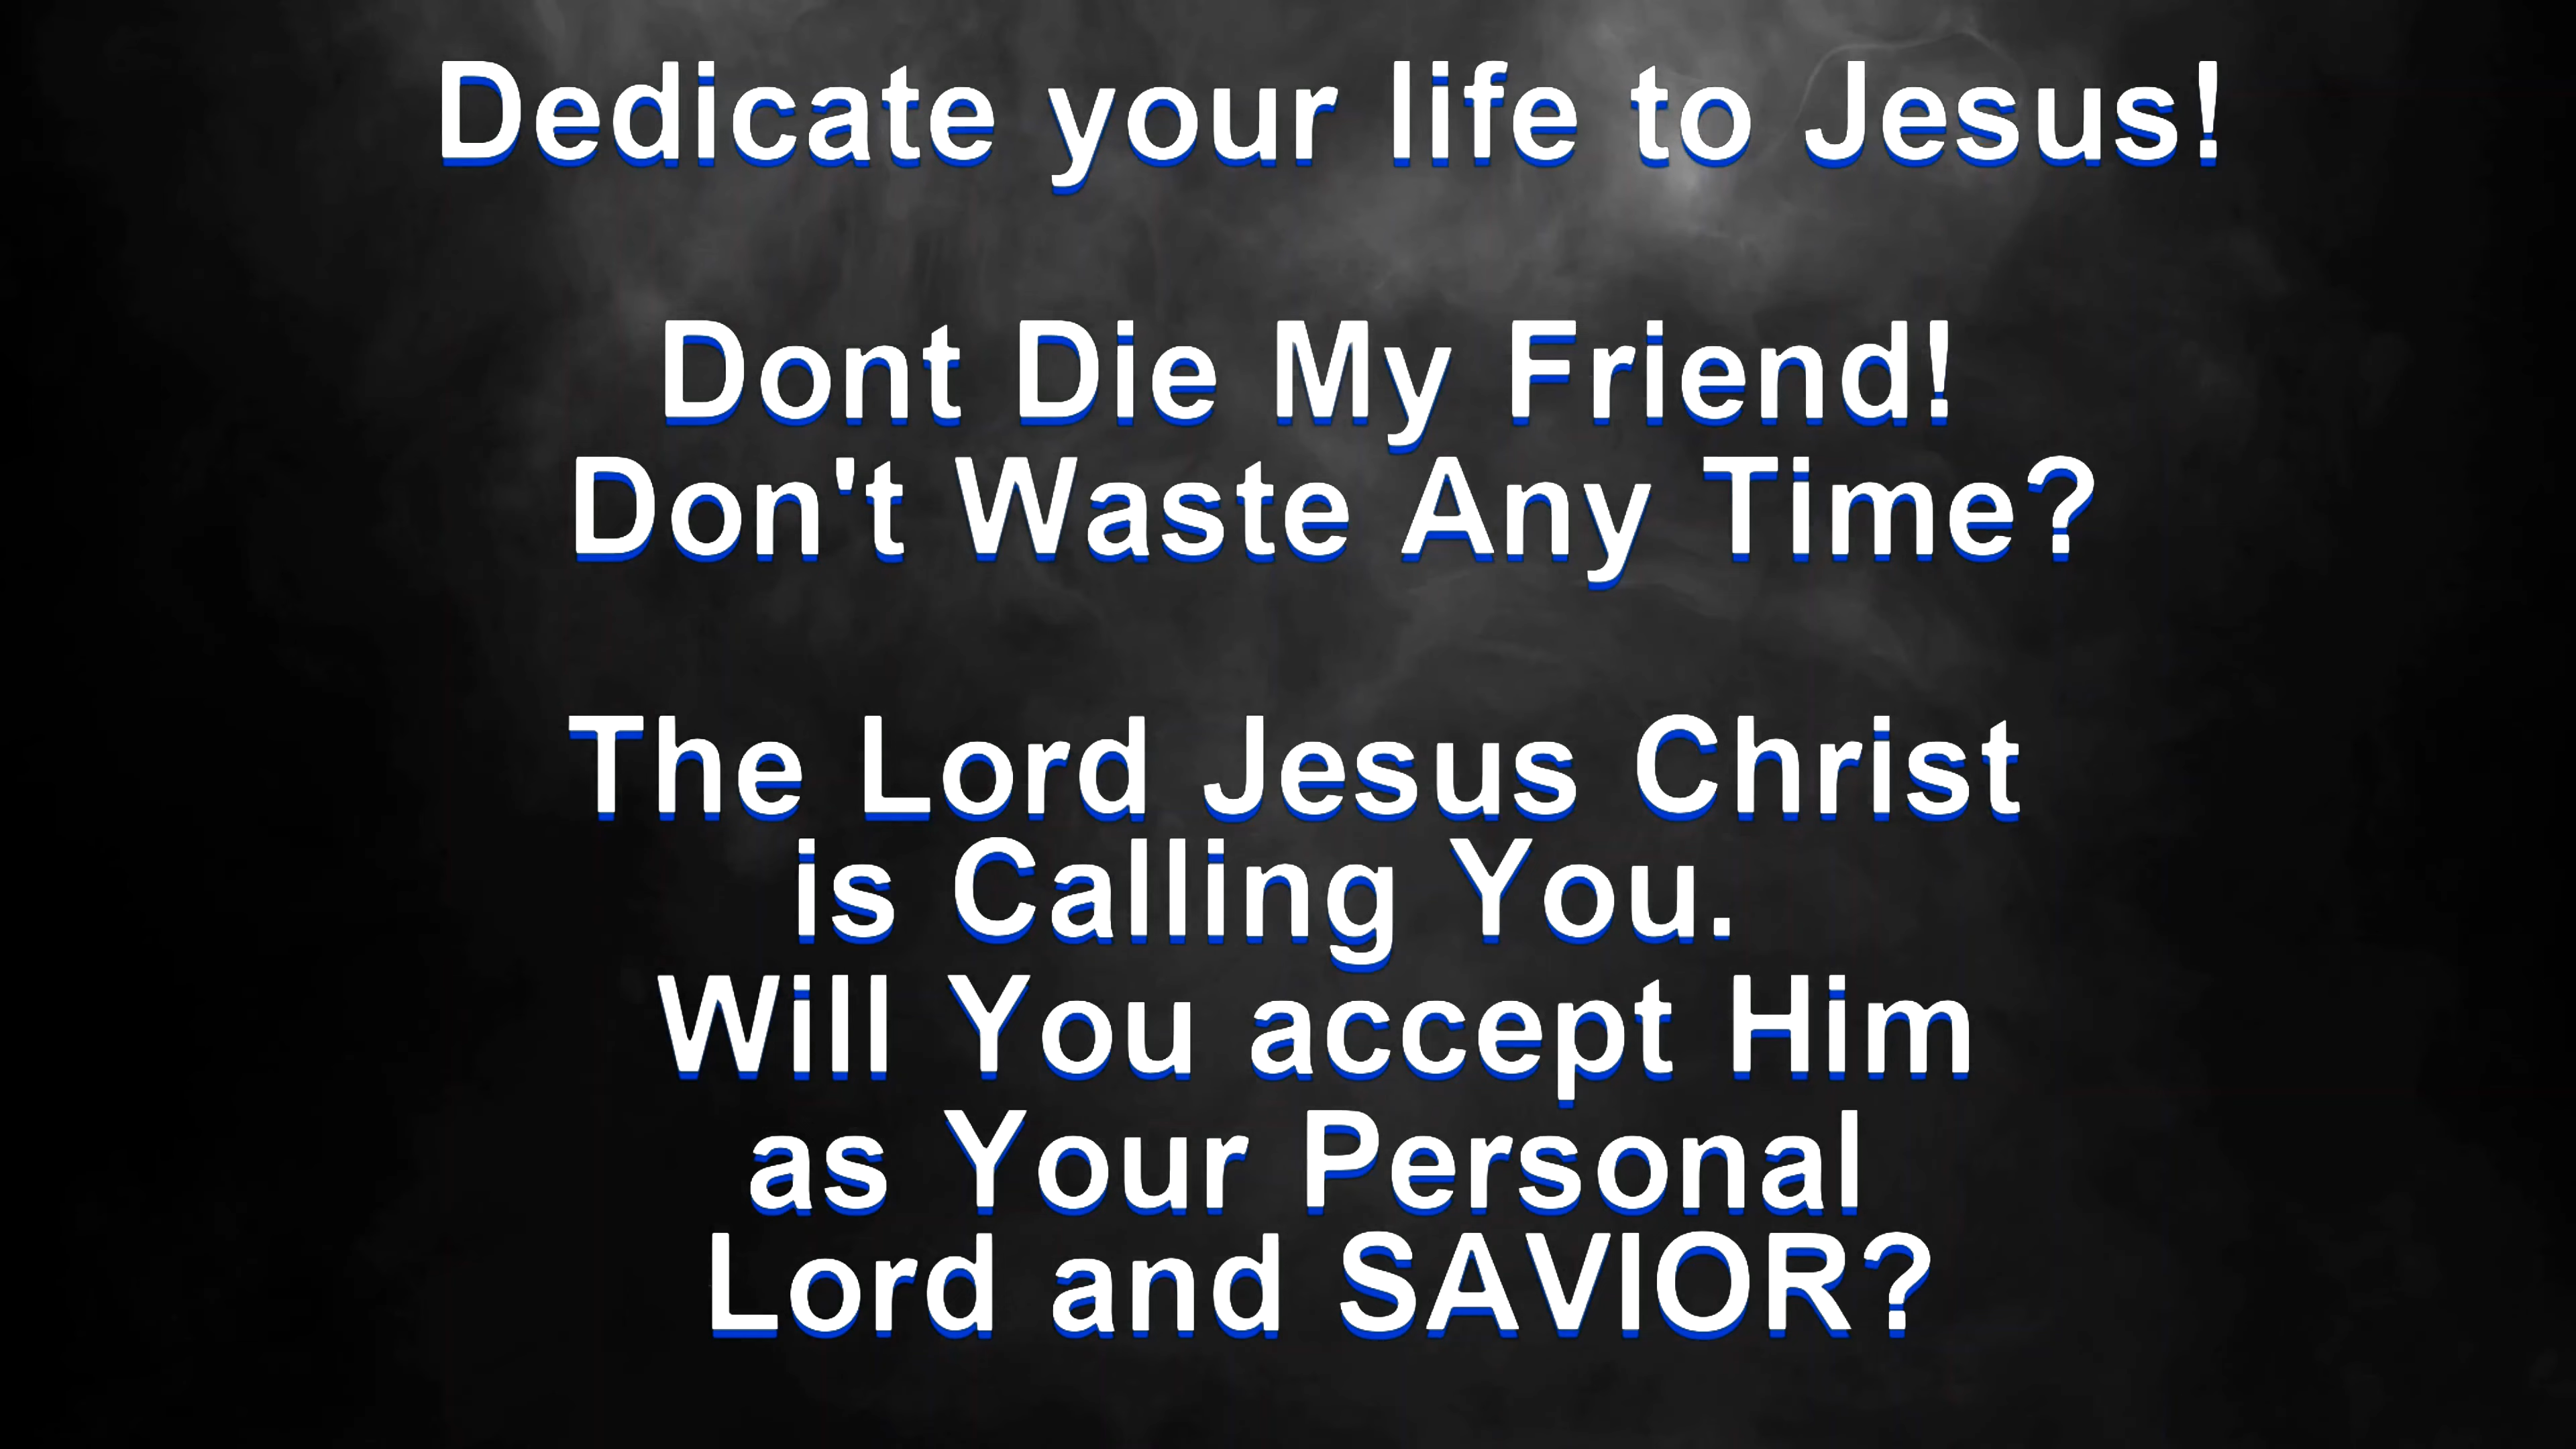 Dedicate your life to Jesus!
Dont Die My Friend!
Don't Waste Any Time?
The Lord Jesus Christ
is Calling You.
Will You accept Him
as Your Personal
Lord and SAVIOR?